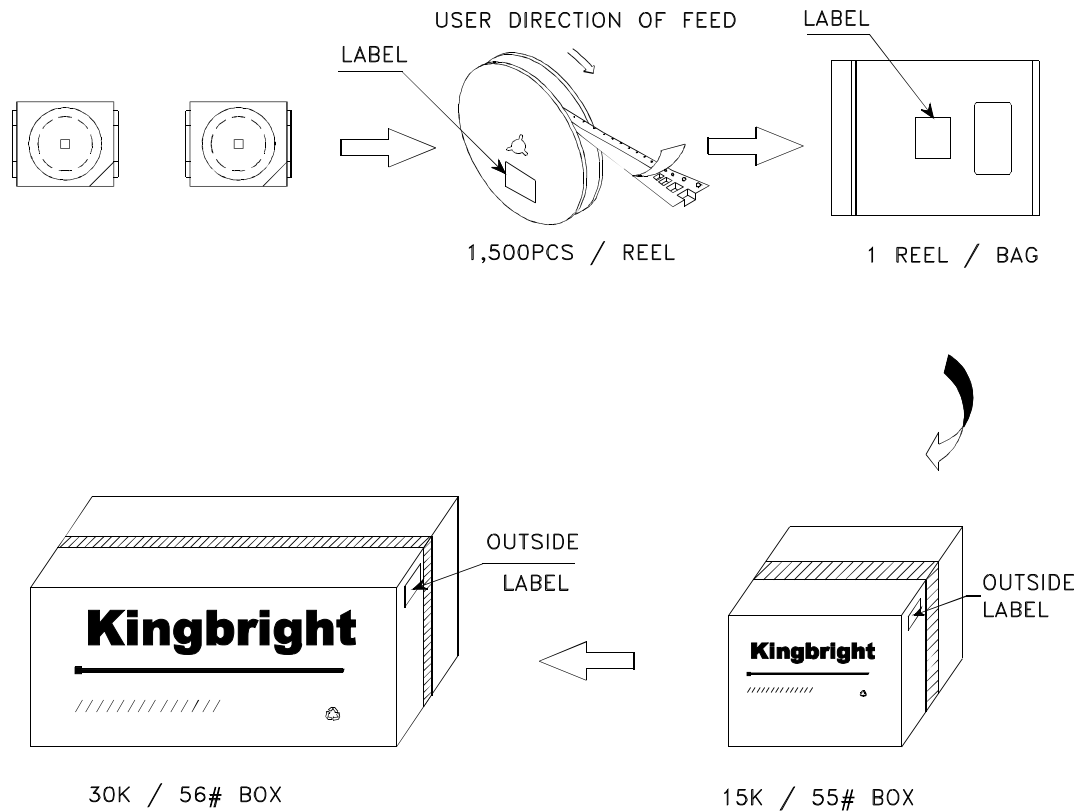 USER DIRECTION OF FEED
LABEL
LABEL
1,500PCS / REEL
1 REEL / BAG
OUTSIDE
LABEL
Kingbright
30K / 56# BOX
OUTSIDE
LABEL
Kingbright
15K / 55# BOX